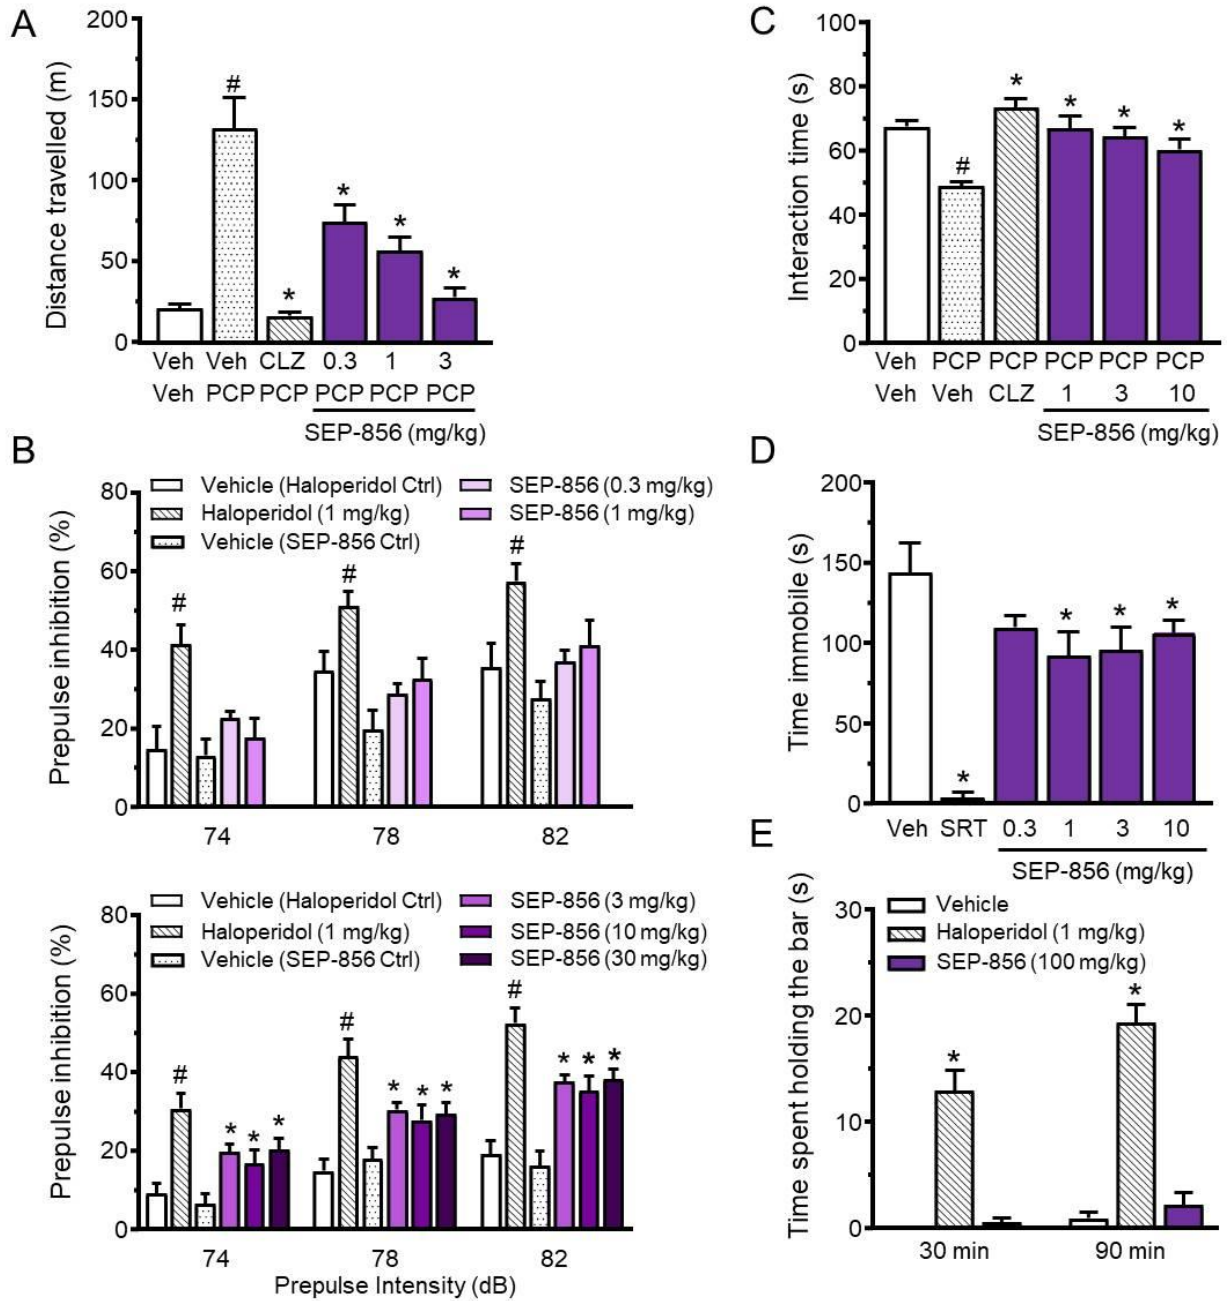 A
Distance travelled (m)
200
150
100
50
0
#
*
*
*
*
Veh Veh CLZ 0.3 1 3
Veh PCP PCP PCP PCP PCP
SEP-856 (mg/kg)
B
Vehicle (Haloperidol Ctrl) SEP-856 (0.3 mg/kg)
Haloperidol (1 mg/kg) SEP-856 (1 mg/kg)
Vehicle (SEP-856 Ctrl)
Prepulse inhibition (%)
80
60
40
20
0
# # #
74 78 82
Vehicle (Haloperidol Ctrl) SEP-856 (3 mg/kg)
Haloperidol (1 mg/kg) SEP-856 (10 mg/kg)
Vehicle (SEP-856 Ctrl) SEP-856 (30 mg/kg)
Prepulse inhibition (%)
80
60
40
20
0
# * * * # * * * # * * *
74 78 82
Prepulse Intensity (dB)
C
Interaction time (s)
100
80
60
40
20
0
# * * * *
Veh PCP PCP PCP PCP PCP
Veh Veh CLZ 1 3 10
SEP-856 (mg/kg)
D
Time immobile (s)
200
150
100
50
0
* * * *
Veh SRT 0.3 1 3 10
SEP-856 (mg/kg)
E
Time spent holding the bar (s)
Vehicle
Haloperidol (1 mg/kg)
SEP-856 (100 mg/kg)
30
20
10
0
* *
30 min 90 min